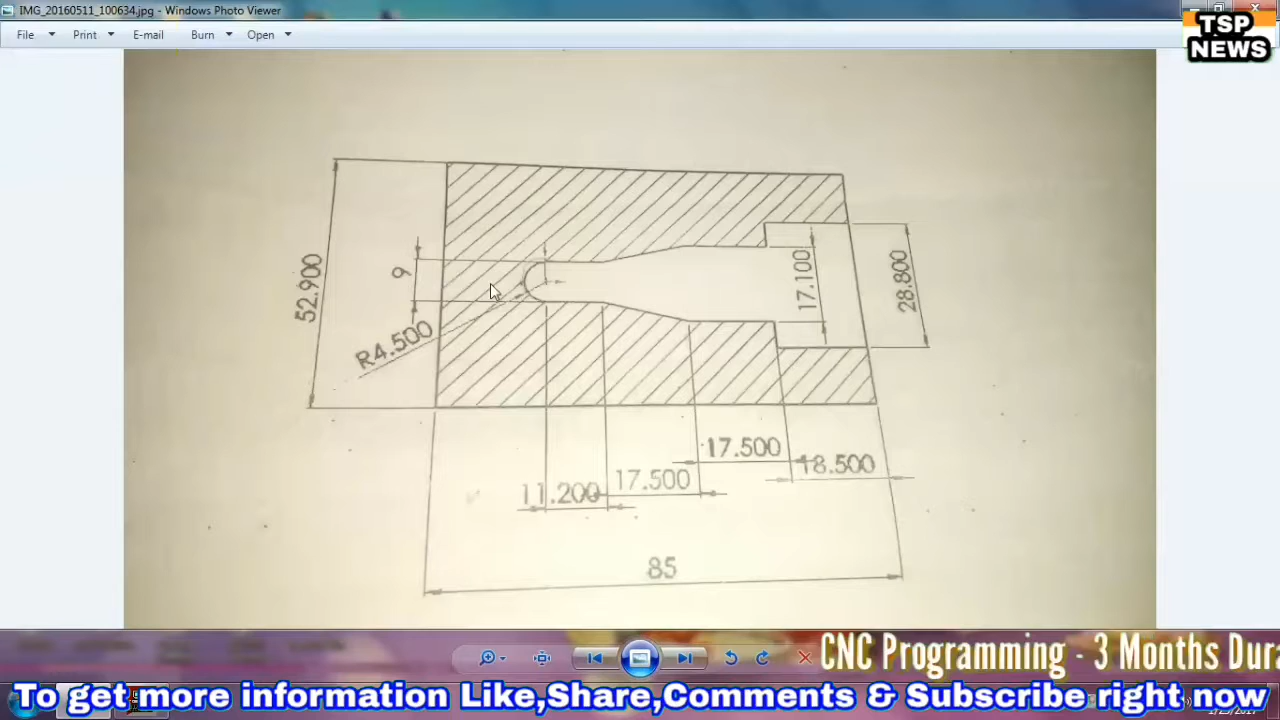 IMG_20160511_100634.jpg - Windows Photo Viewer
File Print E-mail Burn Open
TSP
NEWS
52.900
9
R4.500
17.100
28.800
17.500
18.500
17.500
11.200
85
CNC Programming - 3 Months Dura
To get more information Like,Share,Comments & Subscribe right now